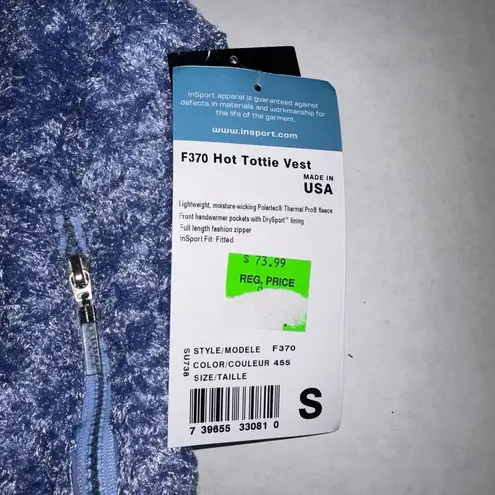 InSport apparel is guaranteed against
defects in materials and workmanship for
the life of the garment.
www.insport.com
F370 Hot Tottie Vest
MADE IN
USA
Lightweight, moisture-wicking Polartec® Thermal Pro® fleece
Front handwarmer pockets with DrySport™ lining
Full length fashion zipper
InSport Fit: Fitted
$ 73.99
REG. PRICE
SU738
STYLE/MODELE F370
COLOR/COULEUR 455
SIZE/TAILLE
S
7 39655 33081 0